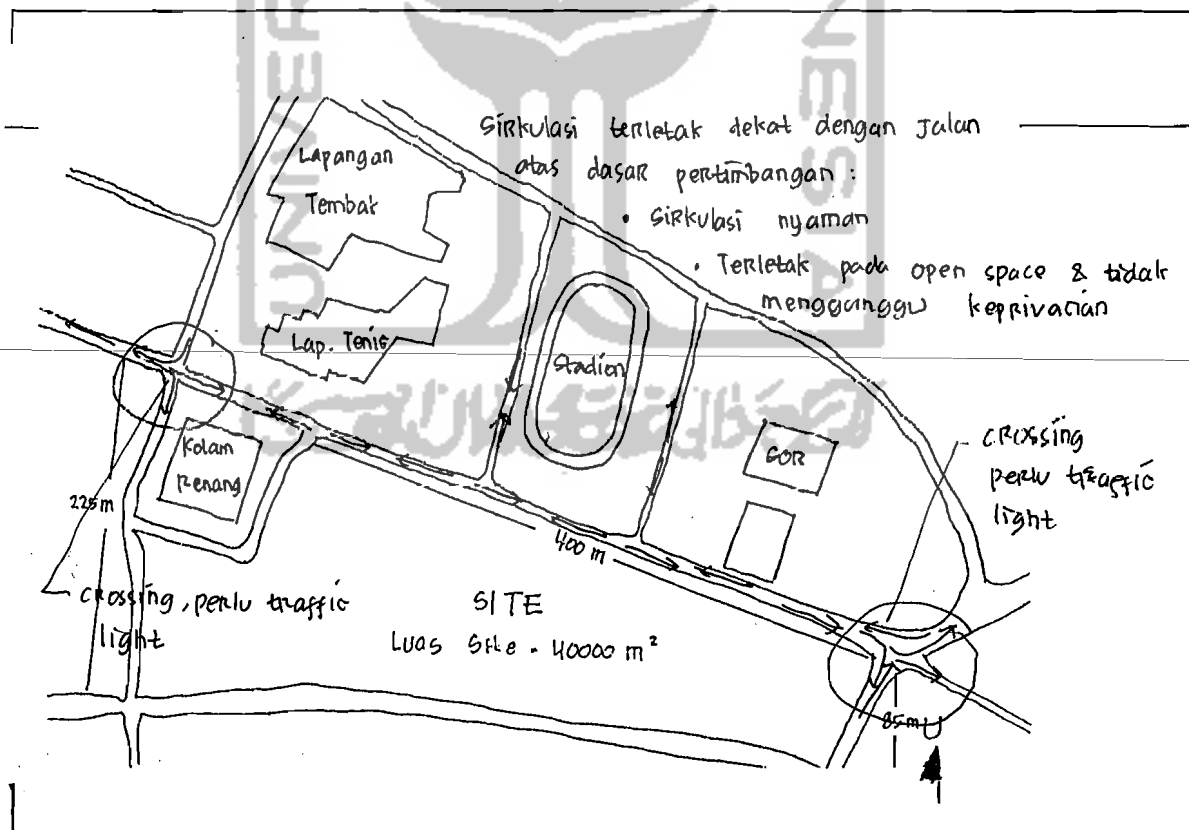 Sirkulasi terletak dekat dengan Jalan
atas dasar pertimbangan :
• Sirkulasi nyaman
• Terletak pada open space & tidak
mengganggu keprivacian
Lapangan
Tembak
Lap. Tenis
Stadion
Kolam
Renang
GOR
crossing
perlu traffic
light
225m
400 m
crossing, perlu traffic
light
SITE
Luas Site = 40000 m²
85m
U